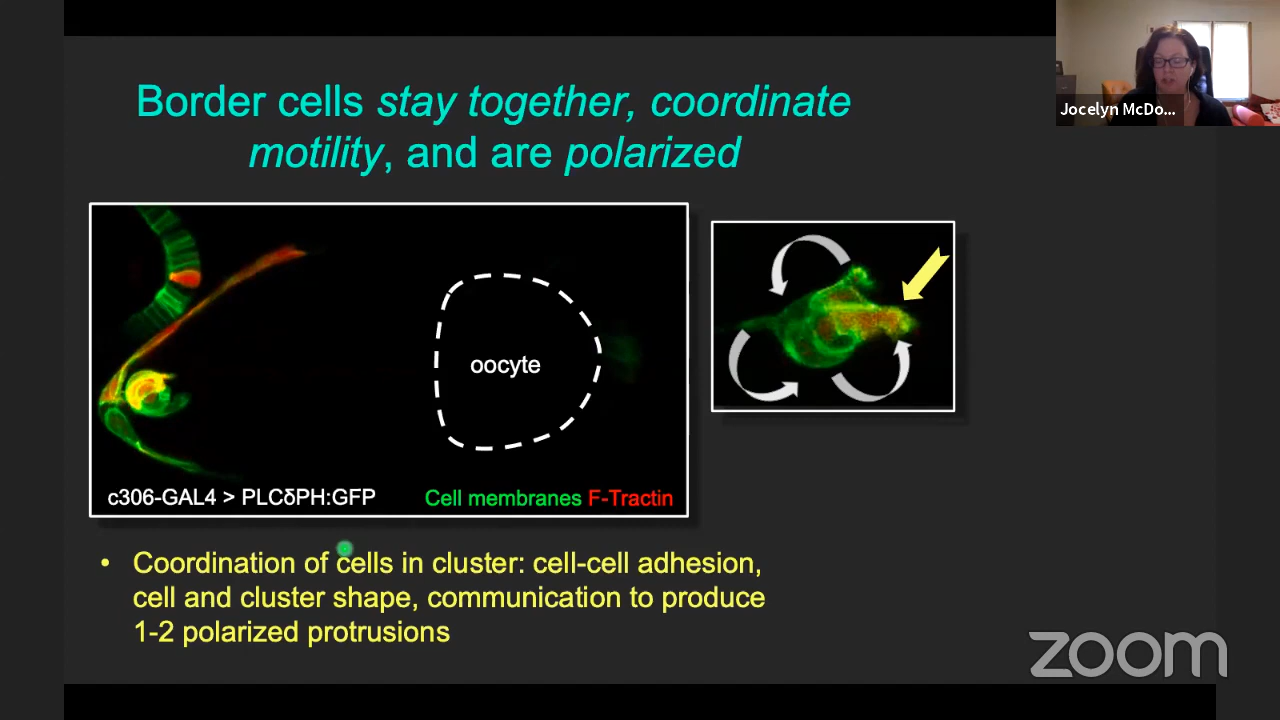 Jocelyn McDo...
Border cells stay together, coordinate
motility, and are polarized
oocyte
c306-GAL4 > PLCδPH:GFP
Cell membranes F-Tractin
• Coordination of cells in cluster: cell-cell adhesion,
cell and cluster shape, communication to produce
1-2 polarized protrusions
zoom